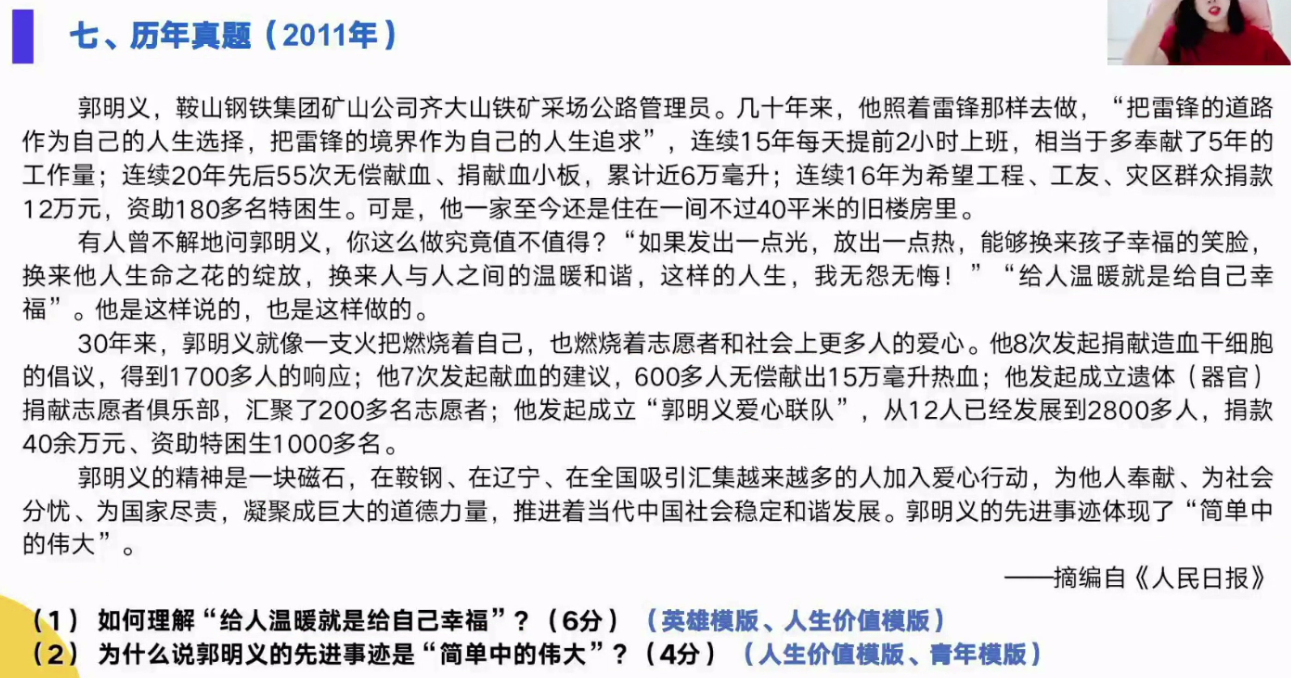 七、历年真题（2011年）
郭明义，鞍山钢铁集团矿山公司齐大山铁矿采场公路管理员。几十年来，他照着雷锋那样去做，“把雷锋的道路
作为自己的人生选择，把雷锋的境界作为自己的人生追求”，连续15年每天提前2小时上班，相当于多奉献了5年的
工作量；连续20年先后55次无偿献血、捐献血小板，累计近6万毫升；连续16年为希望工程、工友、灾区群众捐款
12万元，资助180多名特困生。可是，他一家至今还是住在一间不过40平米的旧楼房里。
有人曾不解地问郭明义，你这么做究竟值不值得？“如果发出一点光，放出一点热，能够换来孩子幸福的笑脸，
换来他人生命之花的绽放，换来人与人之间的温暖和谐，这样的人生，我无怨无悔！”“给人温暖就是给自己幸
福”。他是这样说的，也是这样做的。
30年来，郭明义就像一支火把燃烧着自己，也燃烧着志愿者和社会上更多人的爱心。他8次发起捐献造血干细胞
的倡议，得到1700多人的响应；他7次发起献血的建议，600多人无偿献出15万毫升热血；他发起成立遗体（器官）
捐献志愿者俱乐部，汇聚了200多名志愿者；他发起成立“郭明义爱心联队”，从12人已经发展到2800多人，捐款
40余万元、资助特困生1000多名。
郭明义的精神是一块磁石，在鞍钢、在辽宁、在全国吸引汇集越来越多的人加入爱心行动，为他人奉献、为社会
分忧、为国家尽责，凝聚成巨大的道德力量，推进着当代中国社会稳定和谐发展。郭明义的先进事迹体现了“简单中
的伟大”。
——摘编自《人民日报》
（1） 如何理解“给人温暖就是给自己幸福”？（6分）（英雄模版、人生价值模版）
（2） 为什么说郭明义的先进事迹是“简单中的伟大”？（4分）（人生价值模版、青年模版）